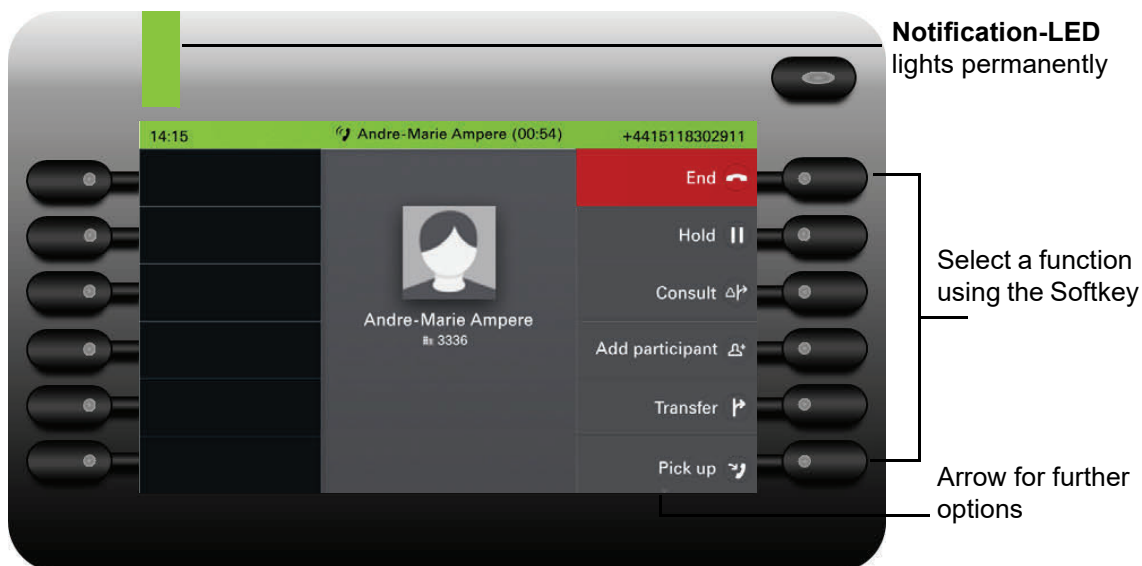 Notification-LED
lights permanently
14:15 Andre-Marie Ampere (00:54) +4415118302911
End
Hold
Consult
Andre-Marie Ampere
3336
Add participant
Transfer
Pick up
Select a function
using the Softkey
Arrow for further
options